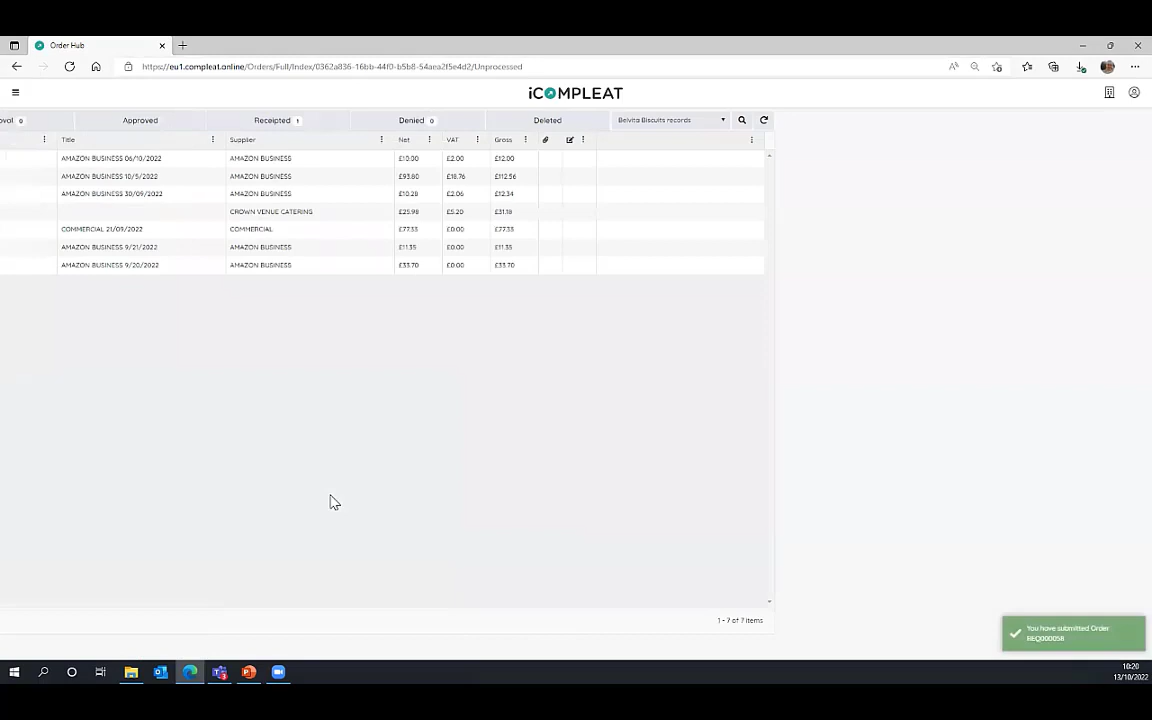 Order Hub
https://eu1.compleat.online/Orders/Full/Index/0362a836-16bb-44f0-b5b8-54aea2f5e4d2/Unprocessed
iCOMPLEAT
oval 0 Approved Receipted 1 Denied 0 Deleted Belvita Biscuits records
Title Supplier Net VAT Gross
AMAZON BUSINESS 06/10/2022 AMAZON BUSINESS £10.00 £2.00 £12.00
AMAZON BUSINESS 10/5/2022 AMAZON BUSINESS £93.80 £18.76 £112.56
AMAZON BUSINESS 30/09/2022 AMAZON BUSINESS £10.28 £2.06 £12.34
CROWN VENUE CATERING £25.98 £5.20 £31.18
COMMERCIAL 21/09/2022 COMMERCIAL £77.33 £0.00 £77.33
AMAZON BUSINESS 9/21/2022 AMAZON BUSINESS £11.35 £0.00 £11.35
AMAZON BUSINESS 9/20/2022 AMAZON BUSINESS £33.70 £0.00 £33.70
1 - 7 of 7 items
You have submitted Order
REQ000058
10:20
13/10/2022